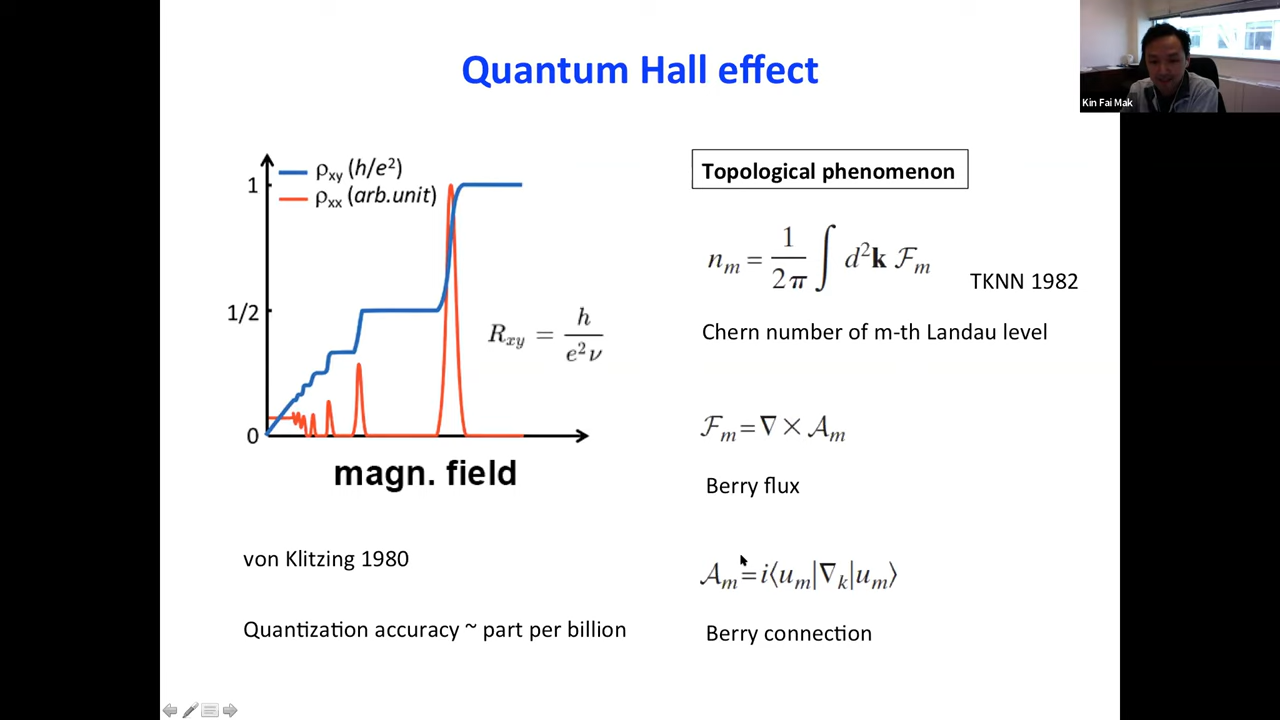 Quantum Hall effect
Kin Fai Mak
ρxy (h/e²)
ρxx (arb.unit)
1
1/2
0
R_xy = h / e²ν
magn. field
von Klitzing 1980
Quantization accuracy ~ part per billion
Topological phenomenon
n_m = 1/2π ∫ d²k ℱ_m
TKNN 1982
Chern number of m-th Landau level
ℱ_m = ∇ × 𝒜_m
Berry flux
𝒜_m = i⟨u_m|∇_k|u_m⟩
Berry connection